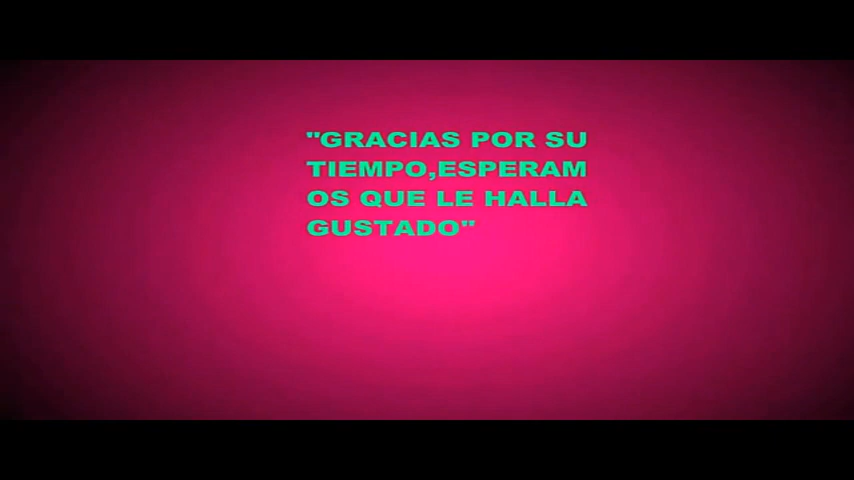 "GRACIAS POR SU
TIEMPO,ESPERAM
OS QUE LE HALLA
GUSTADO"